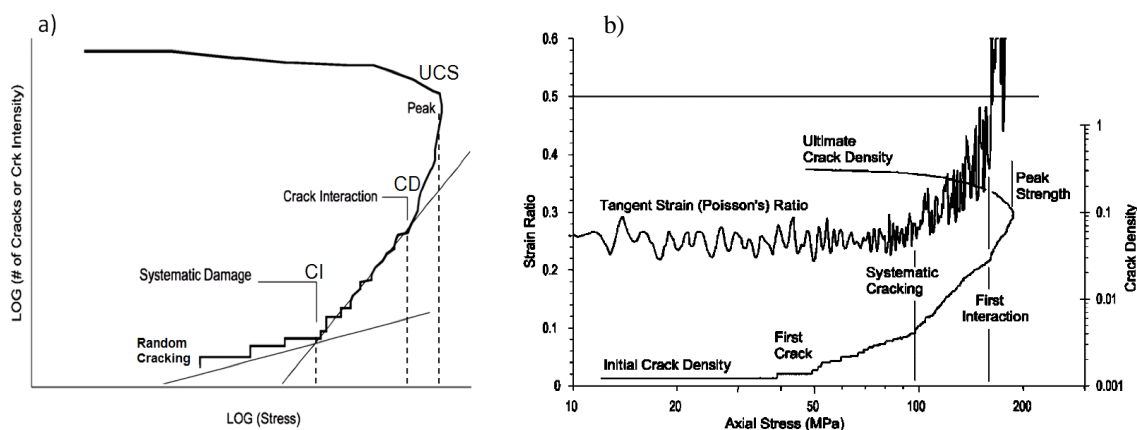 a)
UCS
Peak
CD
Crack Interaction
CI
Systematic Damage
Random
Cracking
LOG (# of Cracks or Crk Intensity)
LOG (Stress)
b)
0.6
0.5
0.4
0.3
0.2
0.1
0
Strain Ratio
Ultimate
Crack Density
Peak
Strength
Tangent Strain (Poisson's) Ratio
Systematic
Cracking
First
Interaction
First
Crack
Initial Crack Density
1
0.1
0.01
0.001
Crack Density
10
20
50
100
200
Axial Stress (MPa)